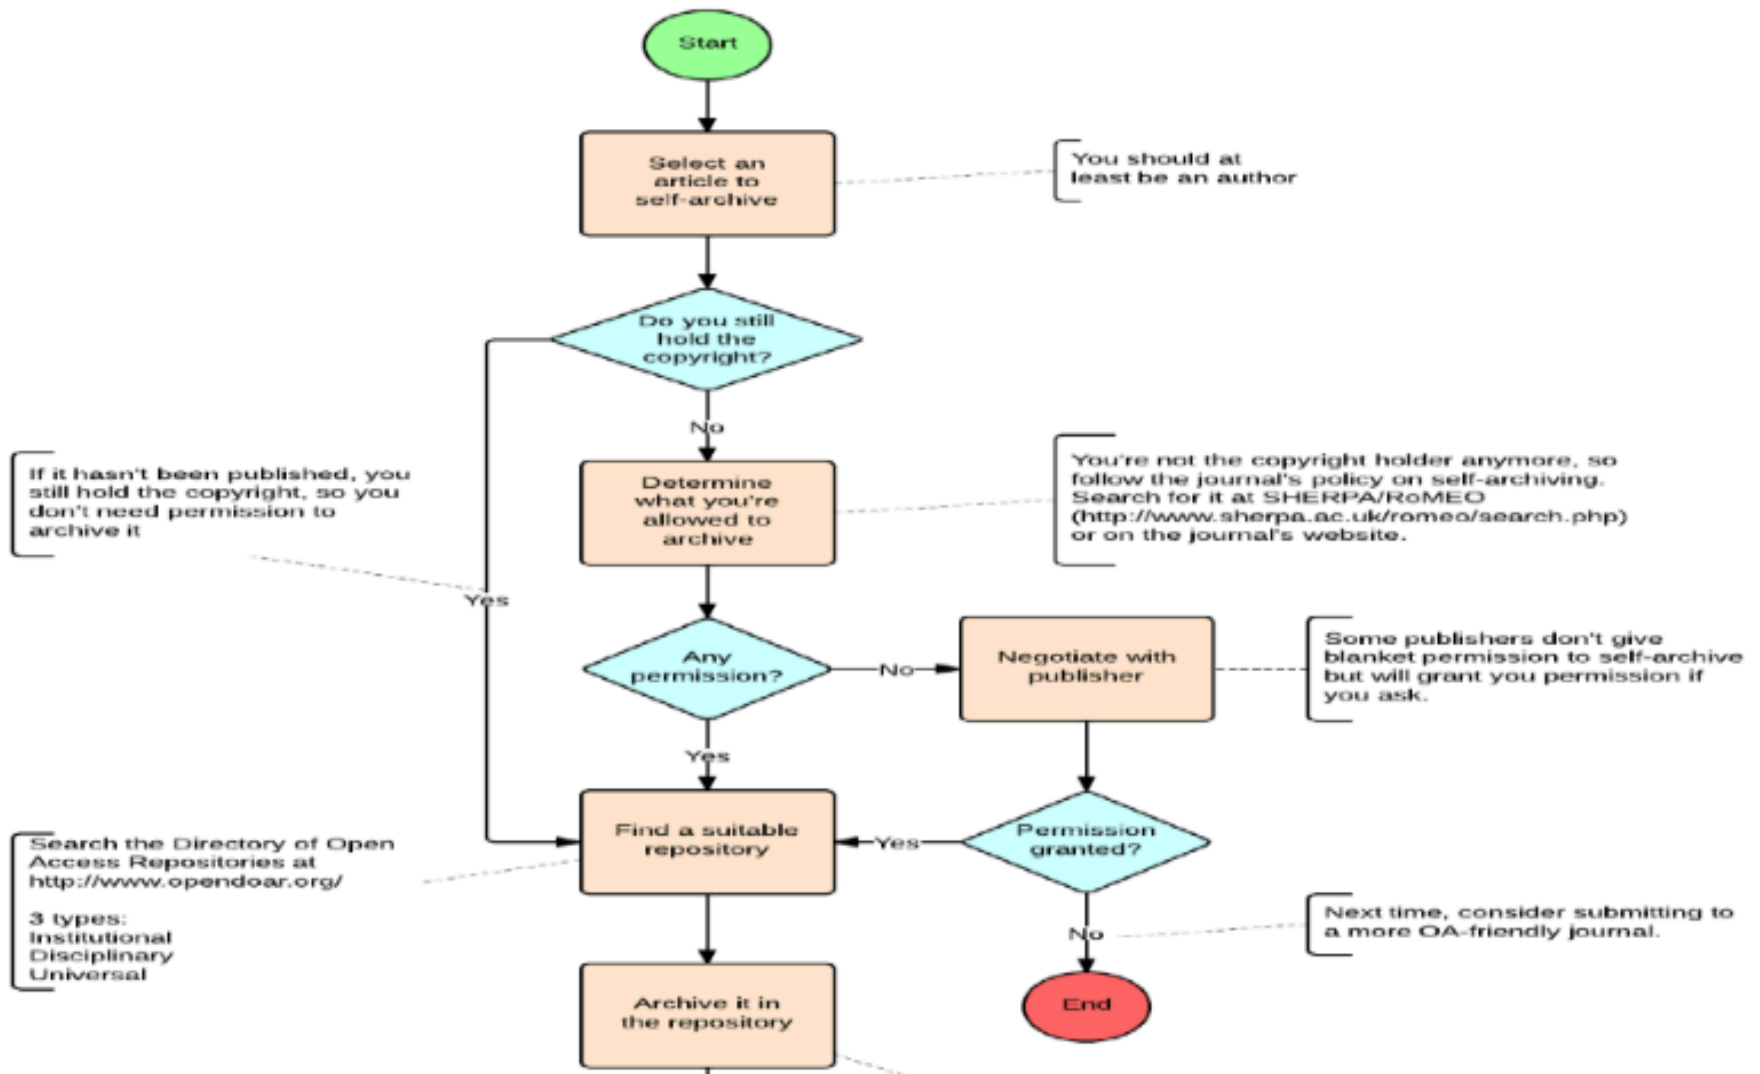 Start
Select an
article to
self-archive
You should at
least be an author
Do you still
hold the
copyright?
No
Determine
what you're
allowed to
archive
You're not the copyright holder anymore, so
follow the journal's policy on self-archiving.
Search for it at SHERPA/RoMEO
(http://www.sherpa.ac.uk/romeo/search.php)
or on the journal's website.
If it hasn't been published, you
still hold the copyright, so you
don't need permission to
archive it
Yes
Any
permission?
No
Negotiate with
publisher
Some publishers don't give
blanket permission to self-archive
but will grant you permission if
you ask.
Yes
Find a suitable
repository
Yes
Permission
granted?
Search the Directory of Open
Access Repositories at
http://www.opendoar.org/
3 types:
Institutional
Disciplinary
Universal
No
Next time, consider submitting to
a more OA-friendly journal.
Archive it in
the repository
End